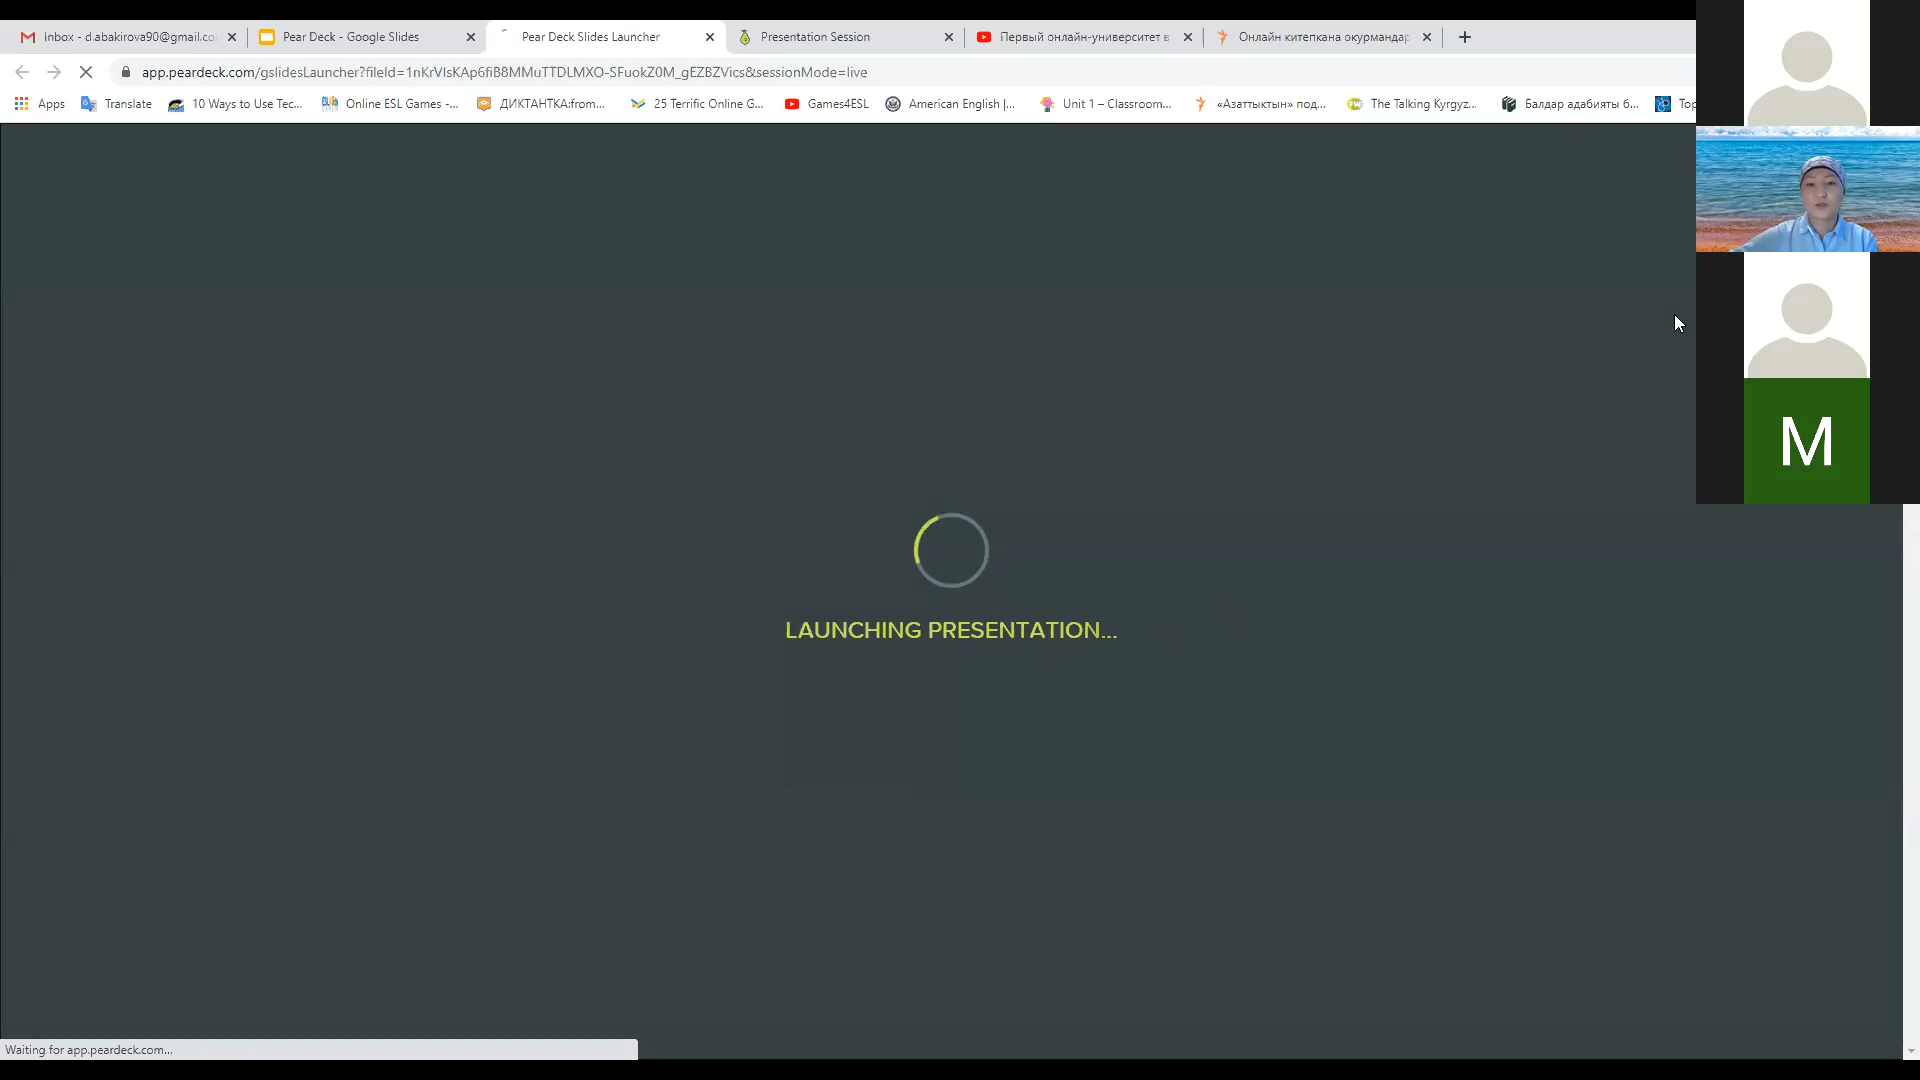 Inbox - d.abakirova90@gmail.co
Pear Deck - Google Slides
Pear Deck Slides Launcher
Presentation Session
Первый онлайн-университет в
Онлайн китепкана окурмандар
app.peardeck.com/gslidesLauncher?fileId=1nKrVIsKAp6fiB8MMuTTDLMXO-SFuokZ0M_gEZBZVics&sessionMode=live
Apps
Translate
10 Ways to Use Tec...
Online ESL Games -...
ДИКТАНТКА:from...
25 Terrific Online G...
Games4ESL
American English |...
Unit 1 – Classroom...
«Азаттыктын» под...
The Talking Kyrgyz...
Балдар адабияты б...
Top
M
LAUNCHING PRESENTATION...
Waiting for app.peardeck.com...